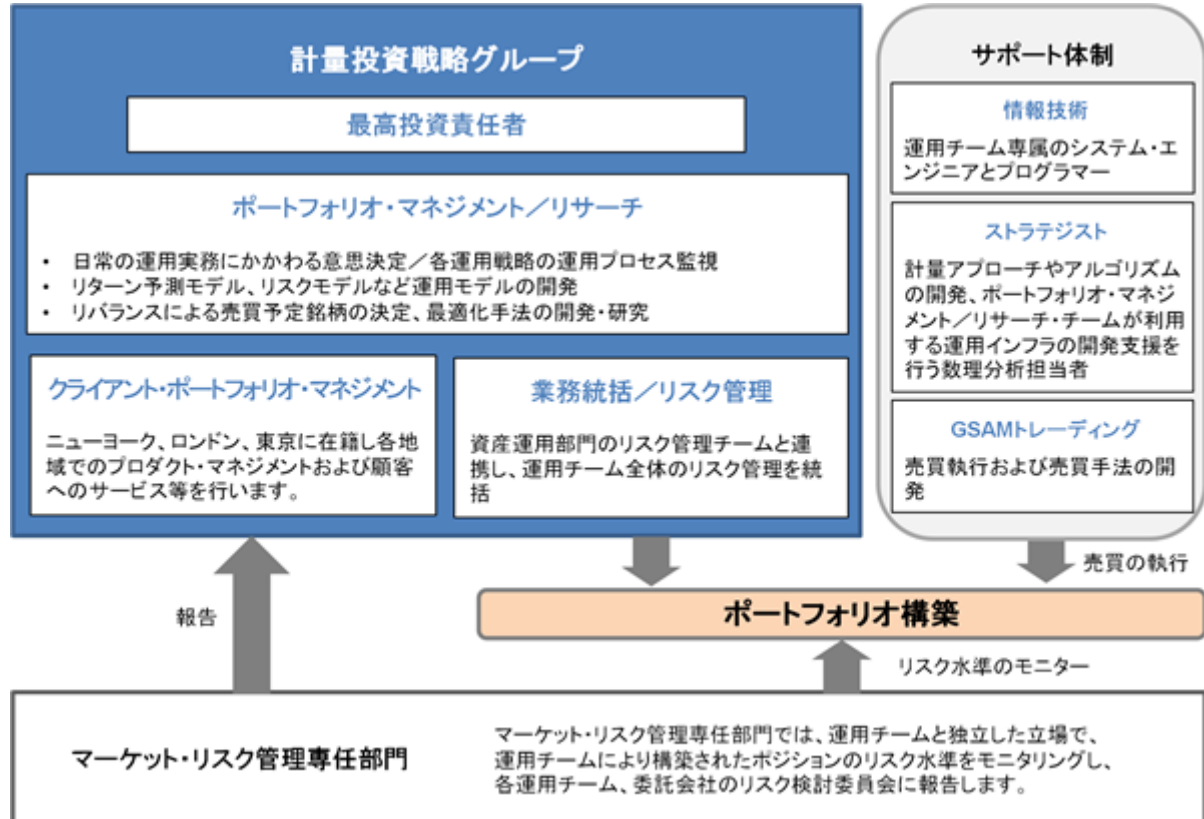 計量投資戦略グループ
最高投資責任者
ポートフォリオ・マネジメント／リサーチ
• 日常の運用実務にかかわる意思決定／各運用戦略の運用プロセス監視
• リターン予測モデル、リスクモデルなど運用モデルの開発
• リバランスによる売買予定銘柄の決定、最適化手法の開発・研究
クライアント・ポートフォリオ・マネジメント
ニューヨーク、ロンドン、東京に在籍し各地
域でのプロダクト・マネジメントおよび顧客
へのサービス等を行います。
業務統括／リスク管理
資産運用部門のリスク管理チームと連
携し、運用チーム全体のリスク管理を統
括
サポート体制
情報技術
運用チーム専属のシステム・エ
ンジニアとプログラマー
ストラテジスト
計量アプローチやアルゴリズム
の開発、ポートフォリオ・マネジ
メント／リサーチ・チームが利用
する運用インフラの開発支援を
行う数理分析担当者
GSAMトレーディング
売買執行および売買手法の開
発
売買の執行
報告
ポートフォリオ構築
リスク水準のモニター
マーケット・リスク管理専任部門
マーケット・リスク管理専任部門では、運用チームと独立した立場で、
運用チームにより構築されたポジションのリスク水準をモニタリングし、
各運用チーム、委託会社のリスク検討委員会に報告します。